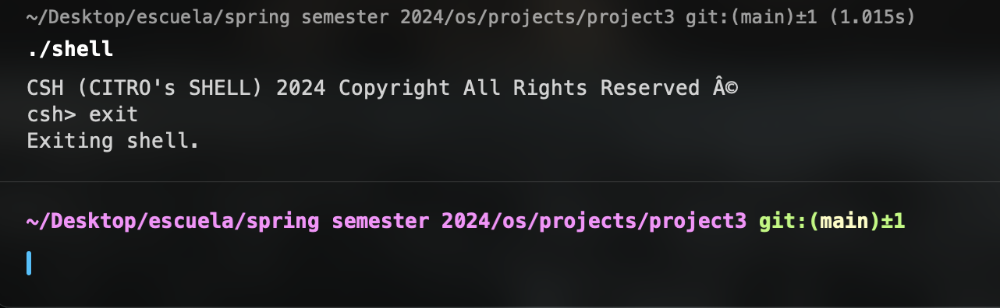 ~/Desktop/escuela/spring semester 2024/os/projects/project3 git:(main)±1 (1.015s)
./shell
CSH (CITRO's SHELL) 2024 Copyright All Rights Reserved Â©
csh> exit
Exiting shell.
~/Desktop/escuela/spring semester 2024/os/projects/project3 git:(main)±1